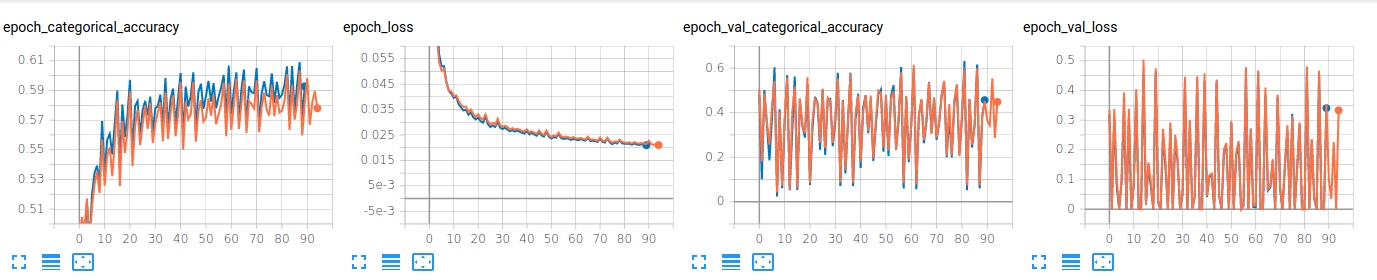 epoch_categorical_accuracy
0.61
0.59
0.57
0.55
0.53
0.51
0 10 20 30 40 50 60 70 80 90
epoch_loss
0.055
0.045
0.035
0.025
0.015
5e-3
-5e-3
0 10 20 30 40 50 60 70 80 90
epoch_val_categorical_accuracy
0.6
0.4
0.2
0
0 10 20 30 40 50 60 70 80 90
epoch_val_loss
0.5
0.4
0.3
0.2
0.1
0
0 10 20 30 40 50 60 70 80 90